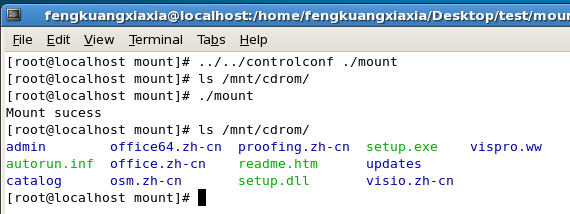 fengkuangxiaxia@localhost:/home/fengkuangxiaxia/Desktop/test/mou
File Edit View Terminal Tabs Help
[root@localhost mount]# ../../controlconf ./mount
[root@localhost mount]# ls /mnt/cdrom/
[root@localhost mount]# ./mount
Mount sucess
[root@localhost mount]# ls /mnt/cdrom/
admin office64.zh-cn proofing.zh-cn setup.exe vispro.ww
autorun.inf office.zh-cn readme.htm updates
catalog osm.zh-cn setup.dll visio.zh-cn
[root@localhost mount]#